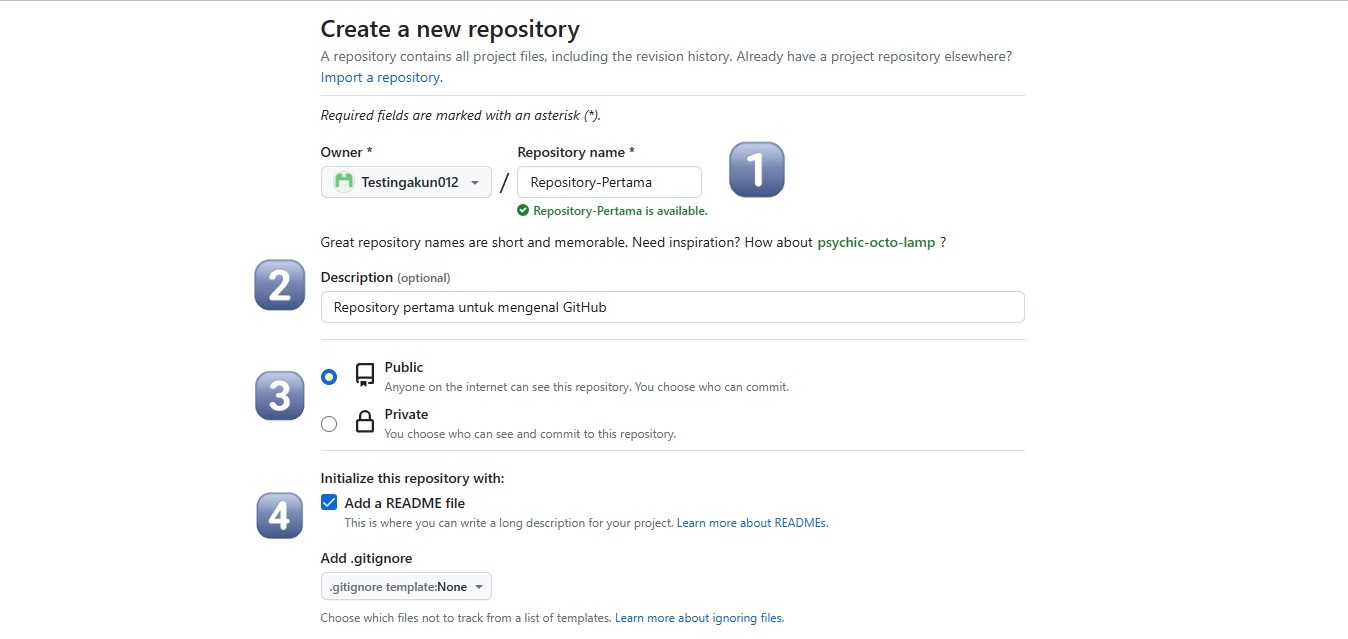 Create a new repository
A repository contains all project files, including the revision history. Already have a project repository elsewhere?
Import a repository.
Required fields are marked with an asterisk (*).
Owner * Repository name *
1
Testingakun012 / Repository-Pertama
Repository-Pertama is available.
Great repository names are short and memorable. Need inspiration? How about psychic-octo-lamp ?
2
Description (optional)
Repository pertama untuk mengenal GitHub
3
Public
Anyone on the internet can see this repository. You choose who can commit.
Private
You choose who can see and commit to this repository.
Initialize this repository with:
4
Add a README file
This is where you can write a long description for your project. Learn more about READMEs.
Add .gitignore
.gitignore template:None
Choose which files not to track from a list of templates. Learn more about ignoring files.